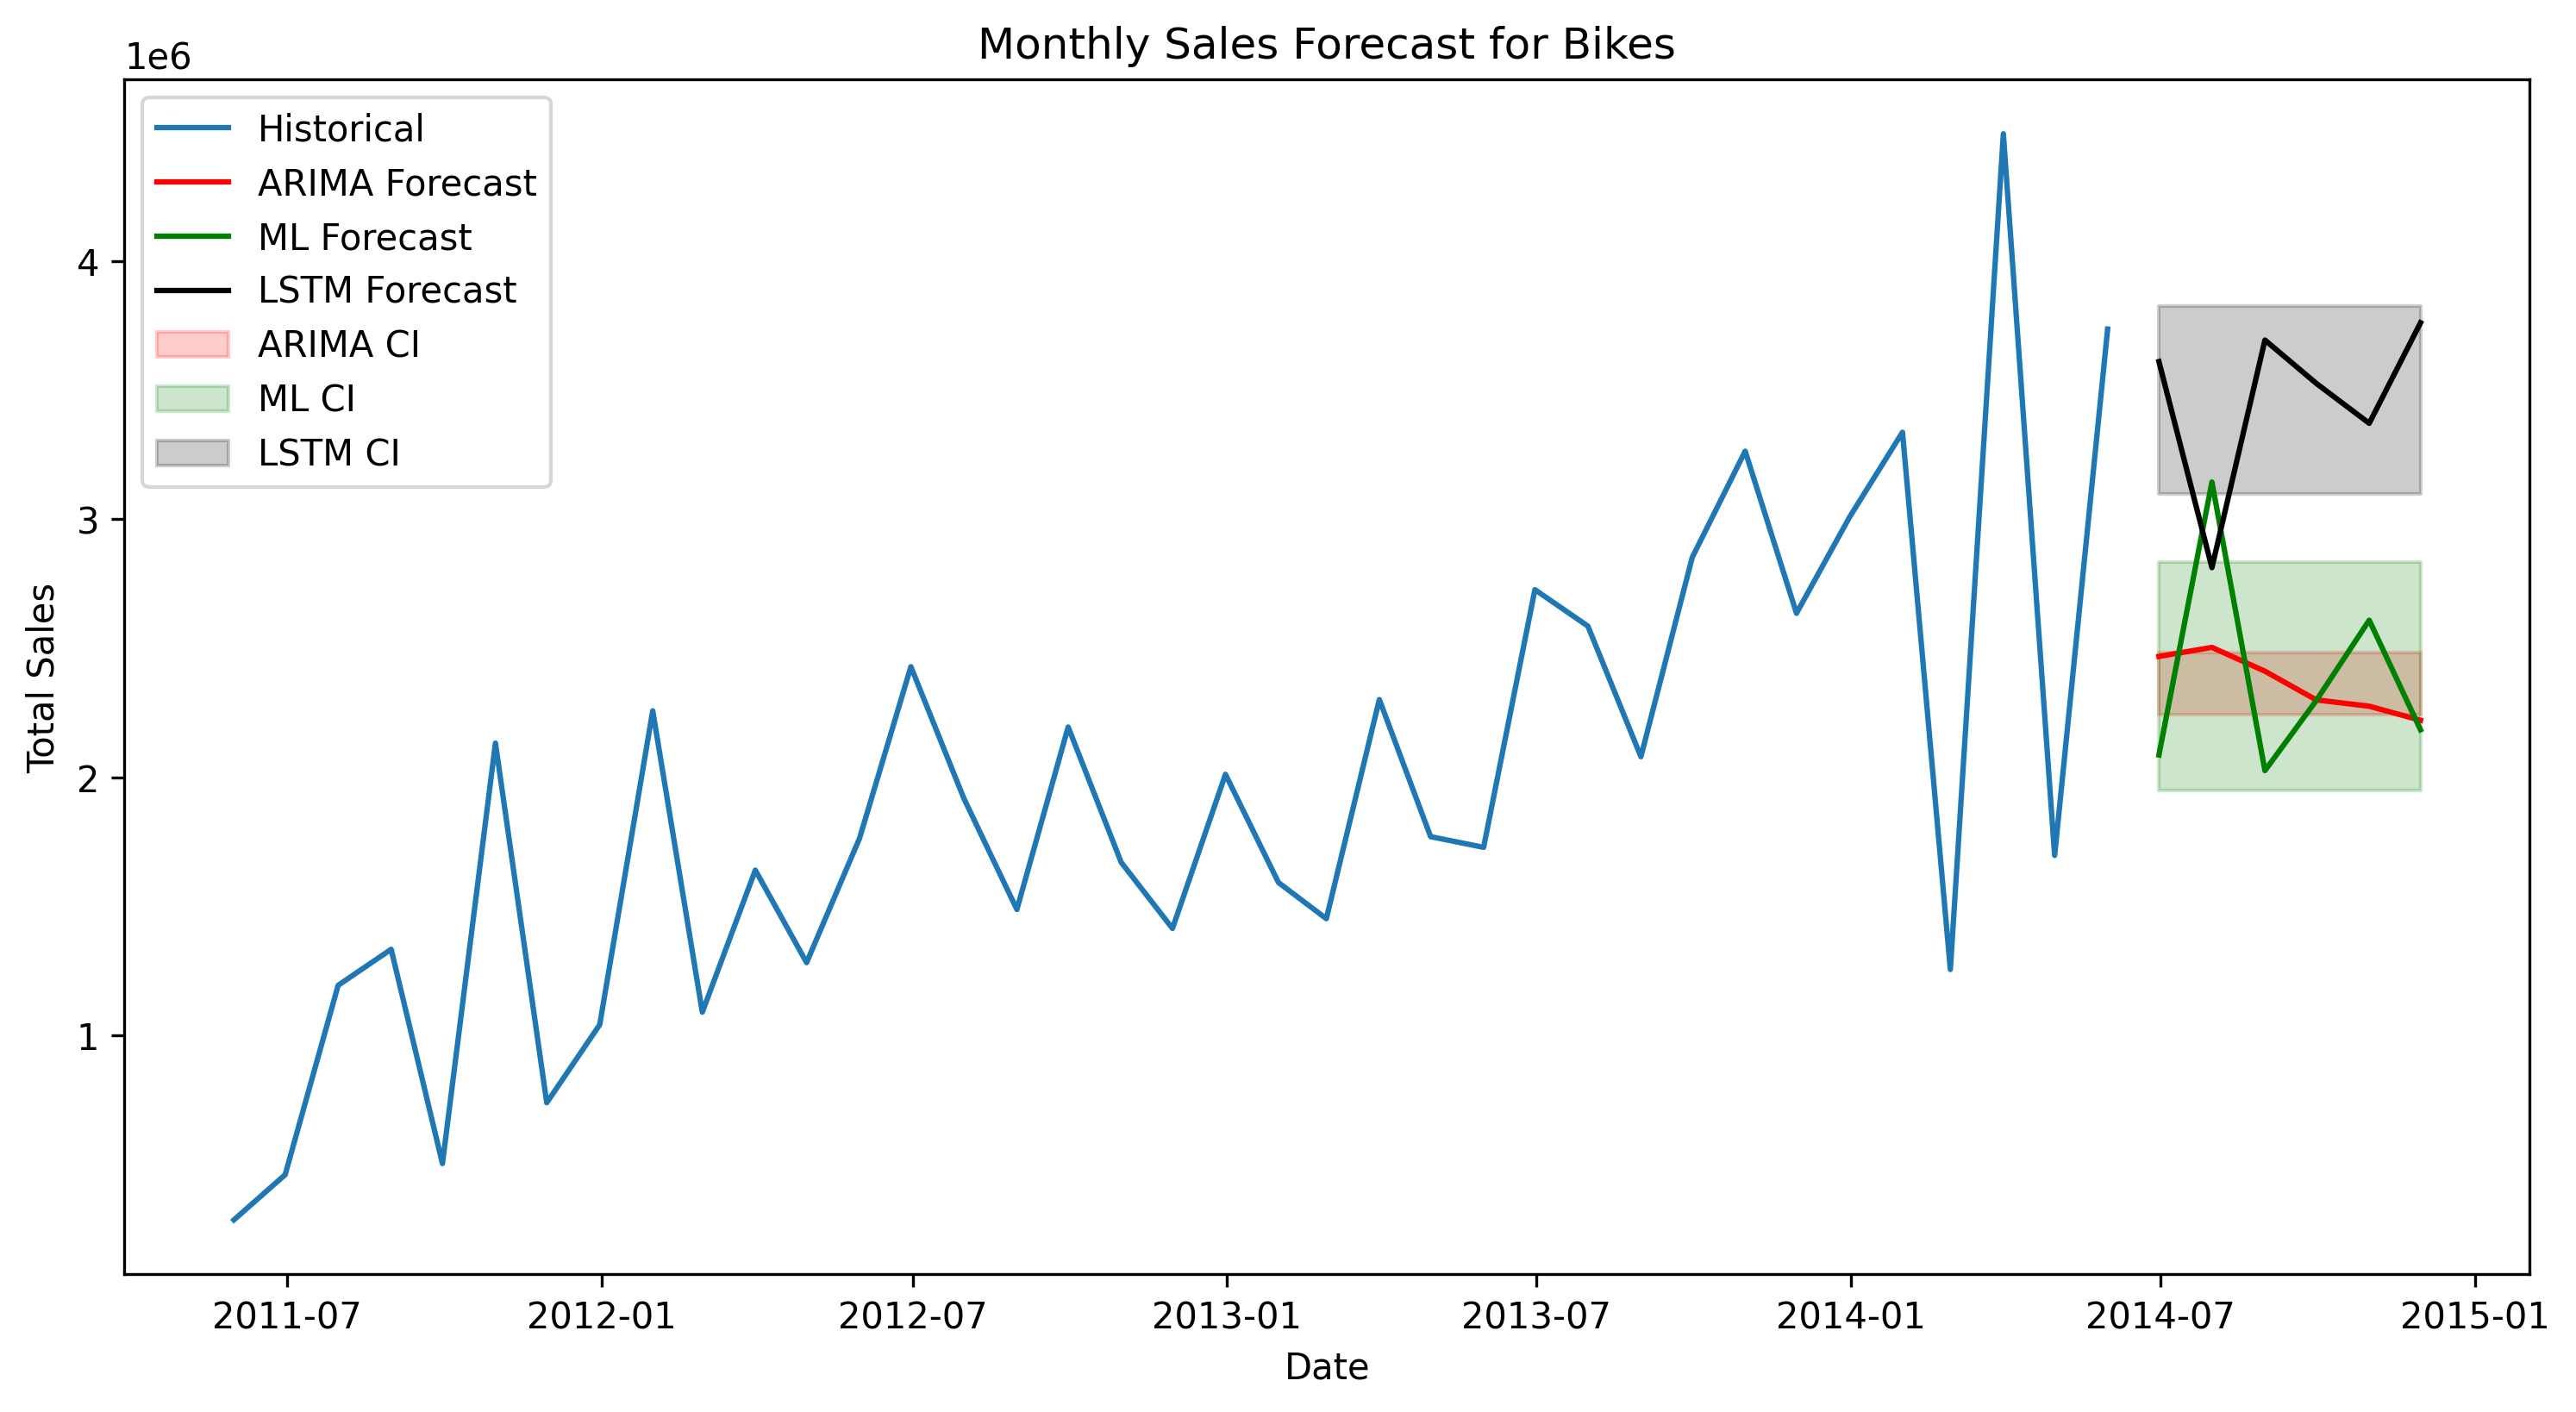 Monthly Sales Forecast for Bikes
1e6
Historical
ARIMA Forecast
ML Forecast
LSTM Forecast
ARIMA CI
ML CI
LSTM CI
4
3
2
1
Total Sales
2011-07 2012-01 2012-07 2013-01 2013-07 2014-01 2014-07 2015-01
Date